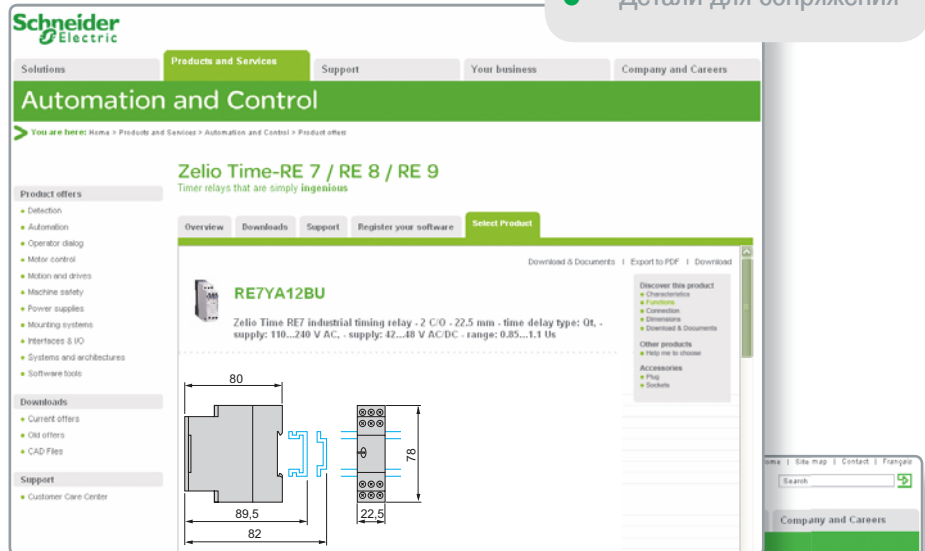 Детали для сопряжения
Schneider
Electric
Solutions
Products and Services
Support
Your business
Company and Careers
Automation and Control
You are here: Home > Products and Services > Automation and Control > Product offers
Zelio Time-RE 7 / RE 8 / RE 9
Timer relays that are simply ingenious
Product offers
Detection
Automation
Operator dialog
Motor control
Motion and drives
Machine safety
Power supplies
Mounting systems
Interfaces & I/O
Systems and architectures
Software tools
Downloads
Current offers
Old offers
CAD Files
Support
Customer Care Center
Overview
Downloads
Support
Register your software
Select Product
Download & Documents | Export to PDF | Download
RE7YA12BU
Zelio Time RE7 industrial timing relay - 2 C/O - 22.5 mm - time delay type: Qt, -
supply: 110...240 V AC, - supply: 42...48 V AC/DC - range: 0.85...1.1 Us
Discover this product
Characteristics
Functions
Connection
Dimensions
Download & Documents
Other products
Help me to choose
Accessories
Plug
Sockets
80
78
89,5
22,5
82
ome | Site map | Contact | Français
Search
Company and Careers